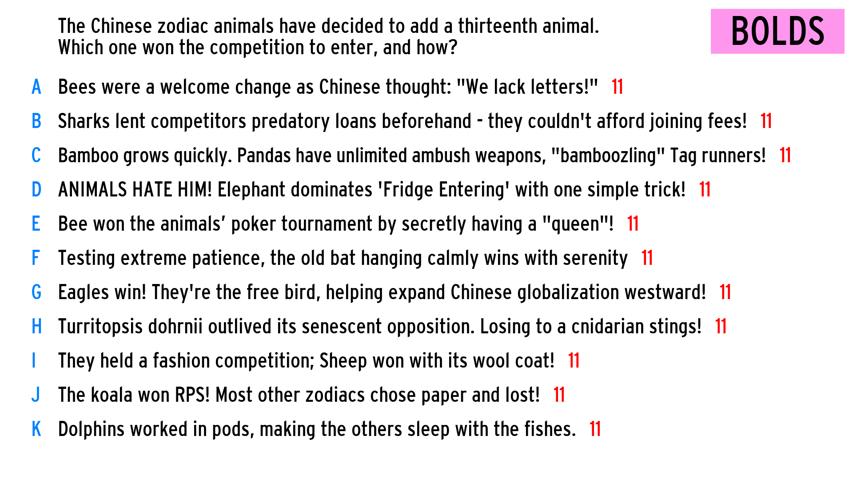 The Chinese zodiac animals have decided to add a thirteenth animal.
Which one won the competition to enter, and how?
BOLDS
A Bees were a welcome change as Chinese thought: "We lack letters!" 11
B Sharks lent competitors predatory loans beforehand - they couldn't afford joining fees! 11
C Bamboo grows quickly. Pandas have unlimited ambush weapons, "bamboozling" Tag runners! 11
D ANIMALS HATE HIM! Elephant dominates 'Fridge Entering' with one simple trick! 11
E Bee won the animals’ poker tournament by secretly having a "queen"! 11
F Testing extreme patience, the old bat hanging calmly wins with serenity 11
G Eagles win! They're the free bird, helping expand Chinese globalization westward! 11
H Turritopsis dohrnii outlived its senescent opposition. Losing to a cnidarian stings! 11
I They held a fashion competition; Sheep won with its wool coat! 11
J The koala won RPS! Most other zodiacs chose paper and lost! 11
K Dolphins worked in pods, making the others sleep with the fishes. 11